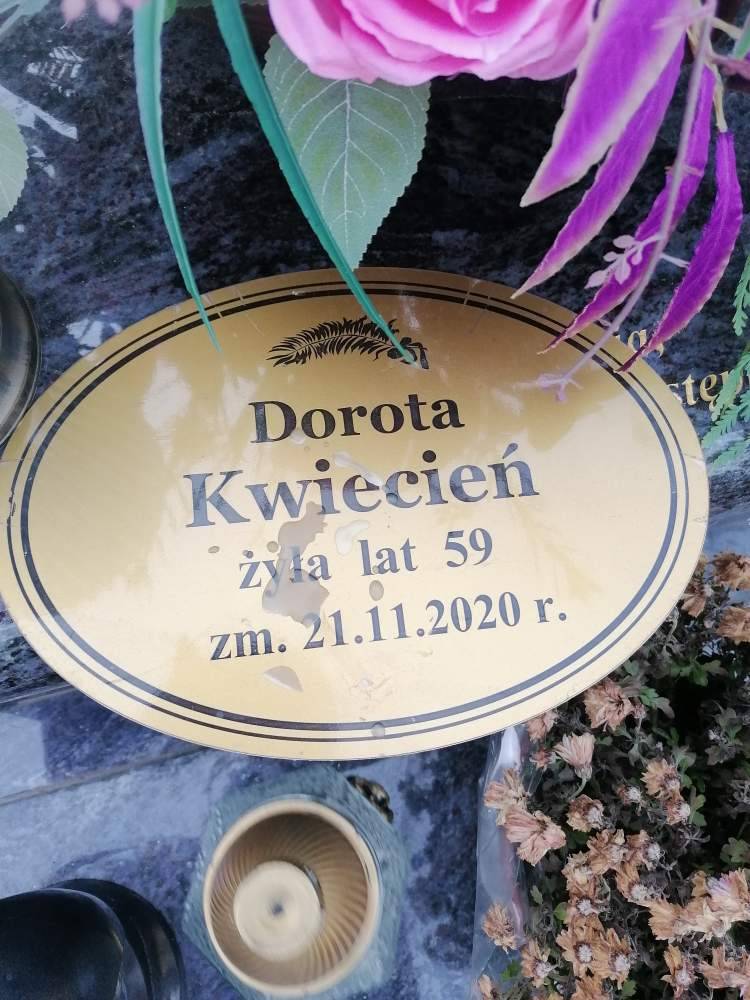 Dorota
Kwiecień
żyła lat 59
zm. 21.11.2020 r.